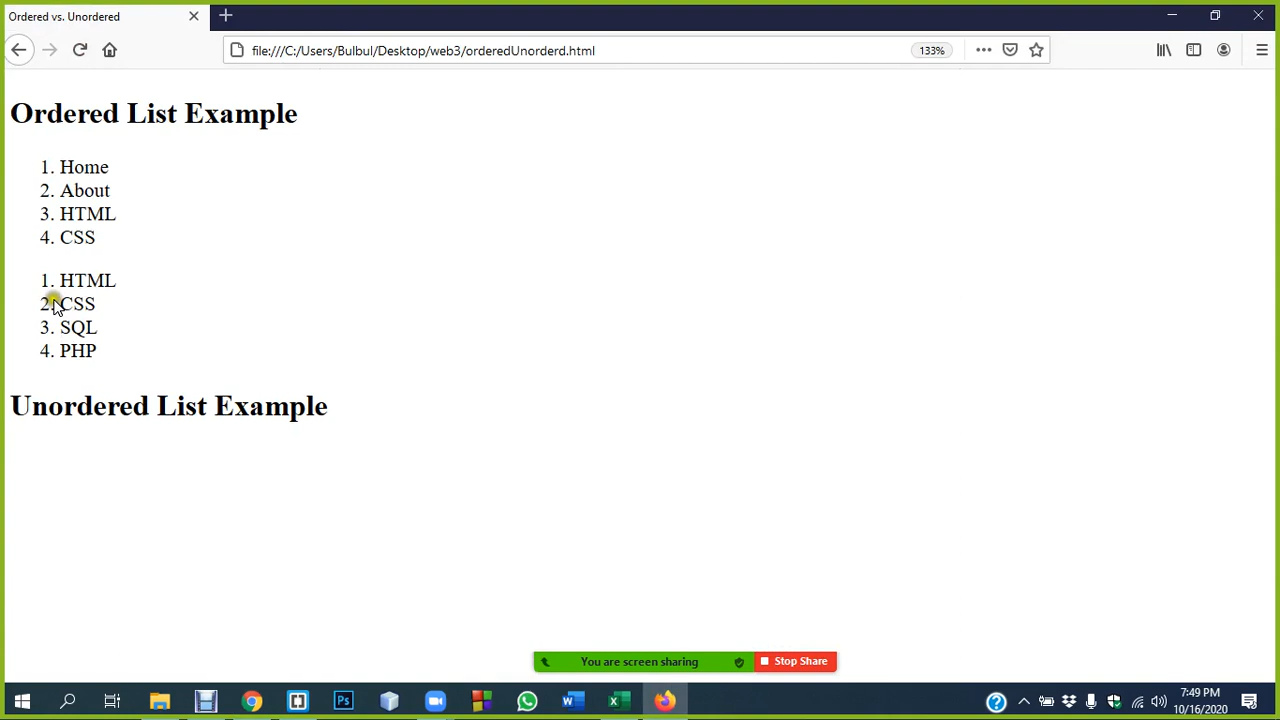 Ordered vs. Unordered
file:///C:/Users/Bulbul/Desktop/web3/orderedUnorderd.html
133%
Ordered List Example
1. Home
2. About
3. HTML
4. CSS
1. HTML
2. CSS
3. SQL
4. PHP
Unordered List Example
You are screen sharing
Stop Share
7:49 PM
10/16/2020